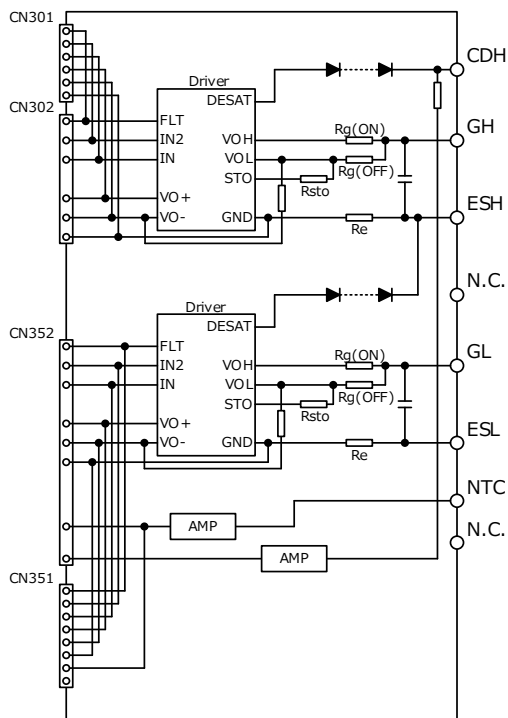 CN301
CDH
Driver
DESAT
CN302
FLT
IN2
IN
VO+
VO-
VOH
VOL
STO
GND
Rg(ON)
Rg(OFF)
Rsto
Re
GH
ESH
N.C.
Driver
DESAT
CN352
FLT
IN2
IN
VO+
VO-
VOH
VOL
STO
GND
Rg(ON)
Rg(OFF)
Rsto
Re
GL
ESL
NTC
AMP
N.C.
AMP
CN351